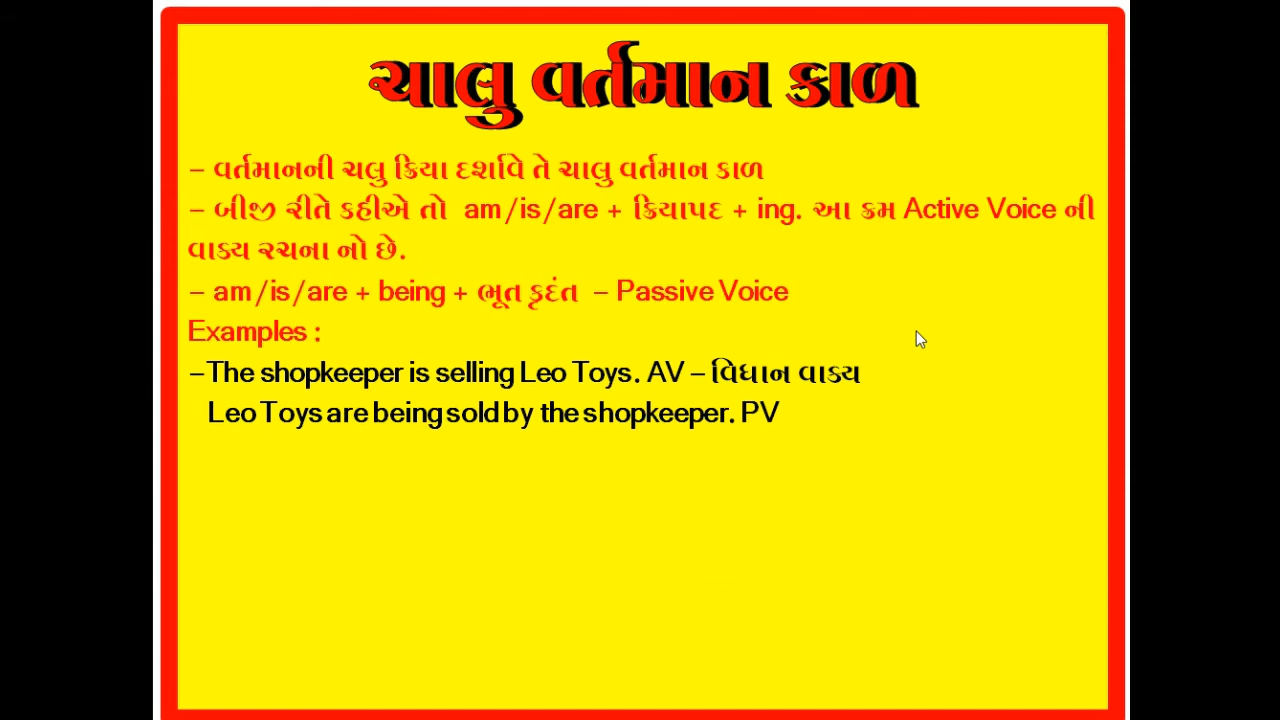 ચાલુ વર્તમાન કાળ
– વર્તમાનની ચલુ ક્રિયા દર્શાવે તે ચાલુ વર્તમાન કાળ
– બીજી રીતે કહીએ તો am/is/are + ક્રિયાપદ + ing. આ ક્રમ Active Voice ની
વાક્ય રચના નો છે.
– am/is/are + being + ભૂત કૃદંત – Passive Voice
Examples :
–The shopkeeper is selling Leo Toys. AV – વિધાન વાક્ય
Leo Toys are being sold by the shopkeeper. PV